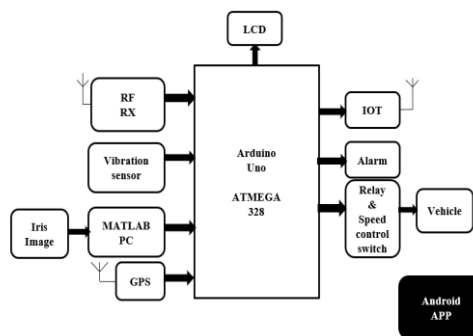 LCD
RF
RX
IOT
Vibration
sensor
Arduino
Uno
ATMEGA
328
Alarm
Relay
&
Speed
control
switch
Vehicle
Iris
Image
MATLAB
PC
GPS
Android
APP